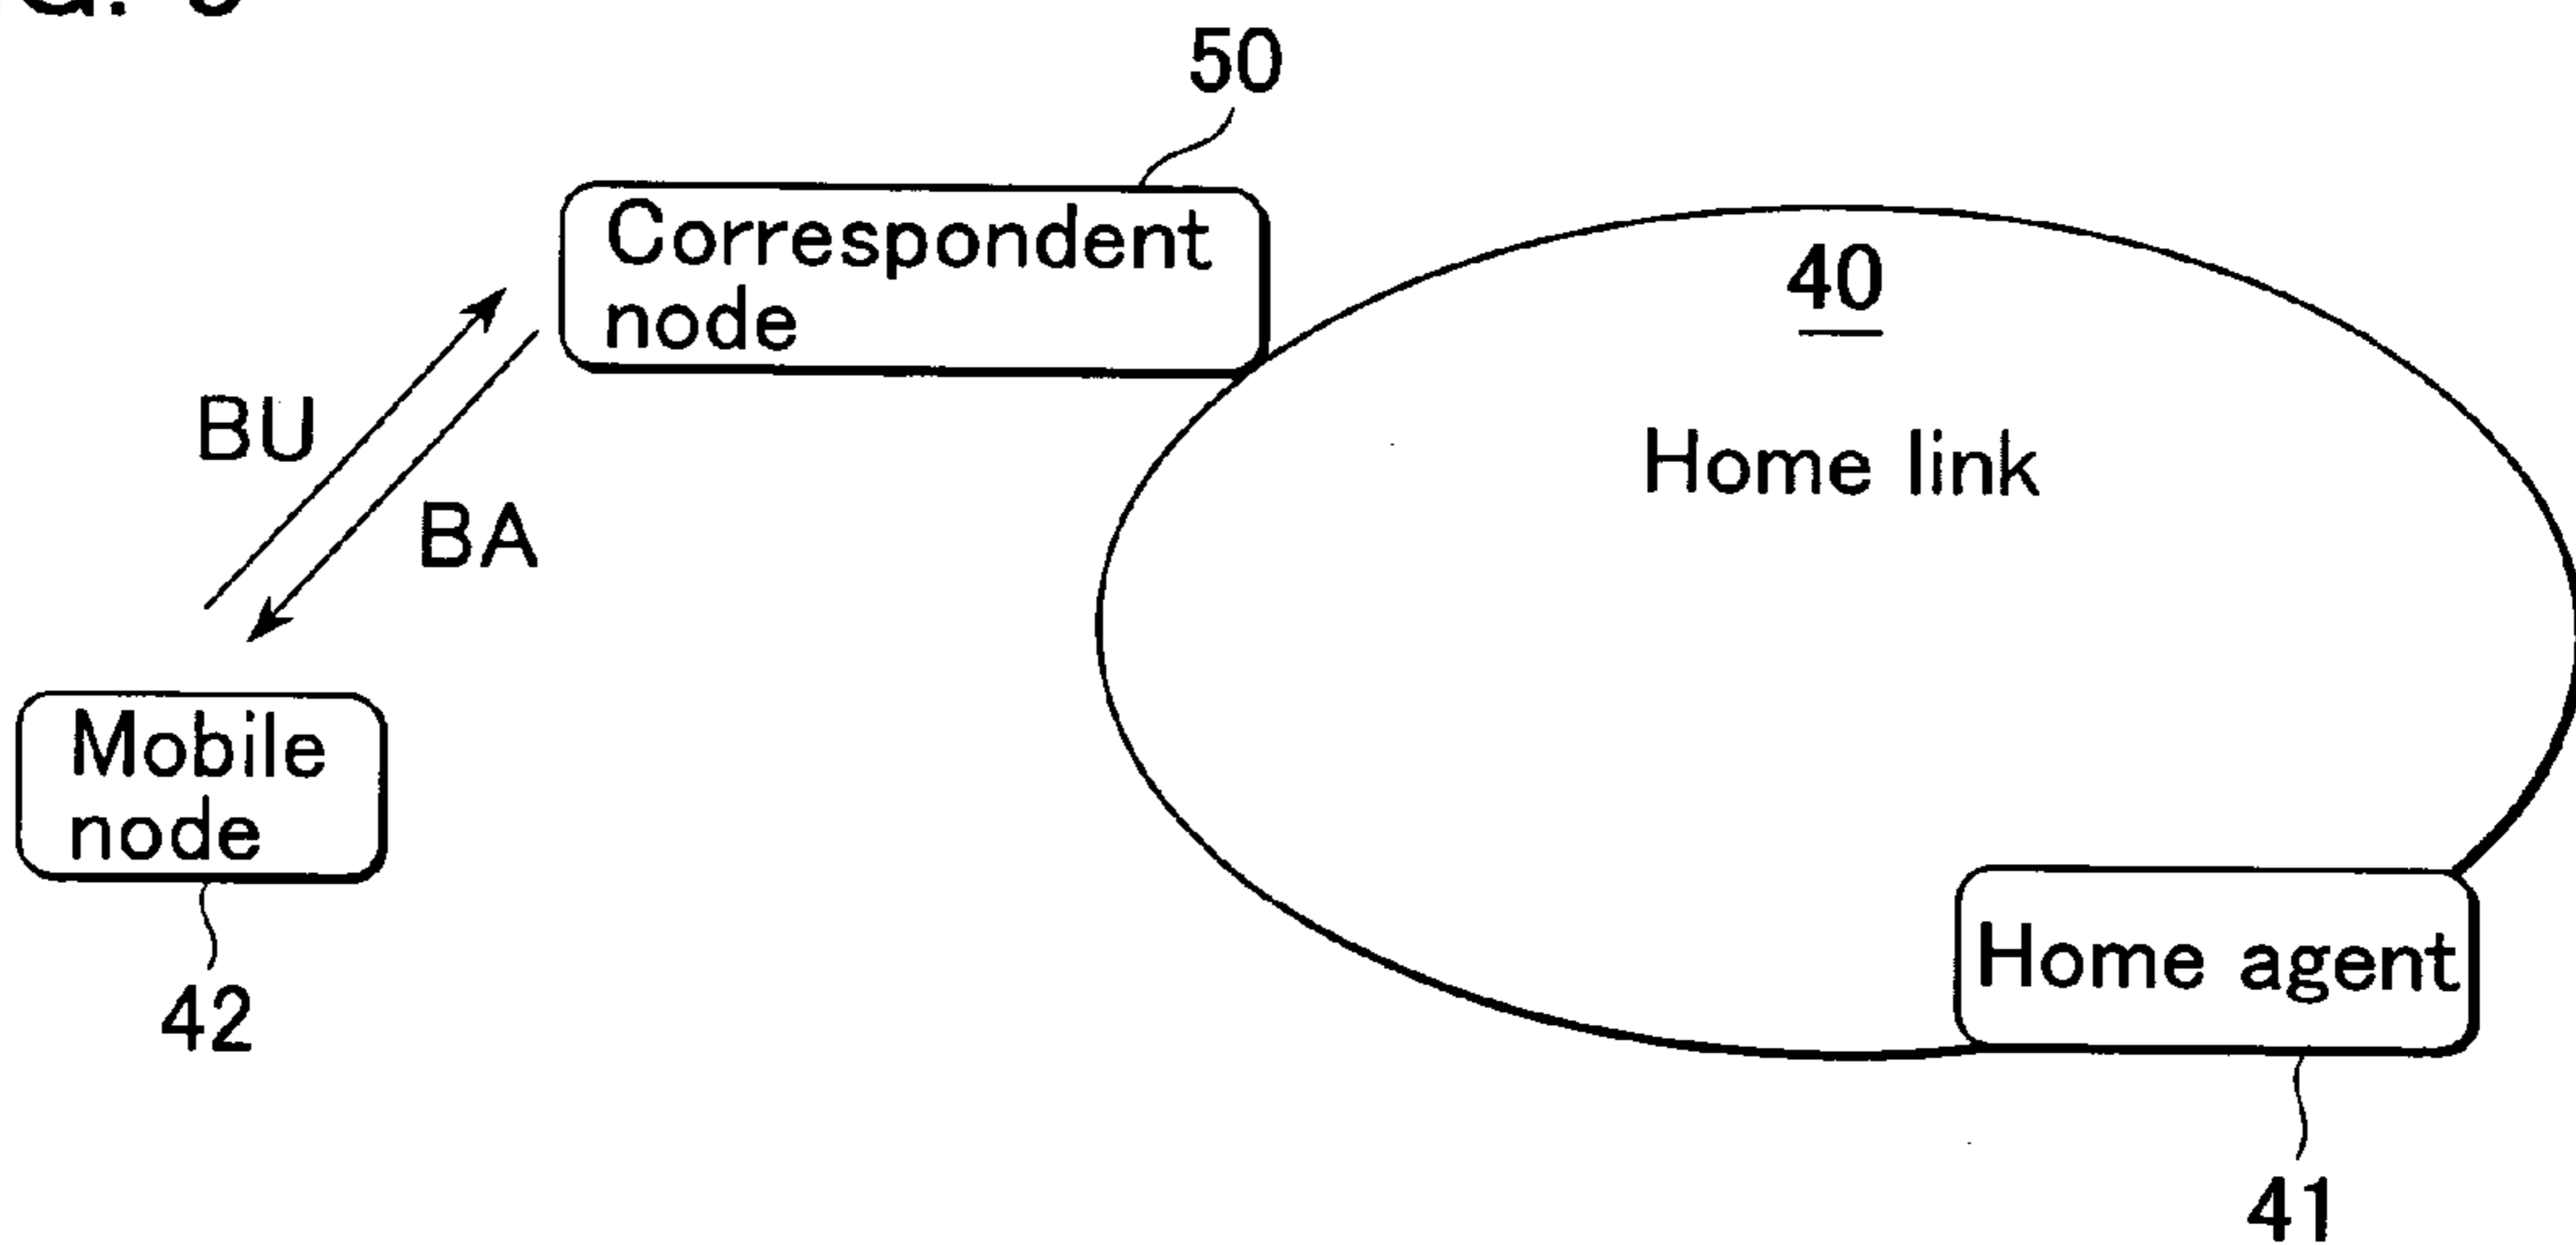 50
Correspondent
node
40
Home link
BU
BA
Mobile
node
42
Home agent
41